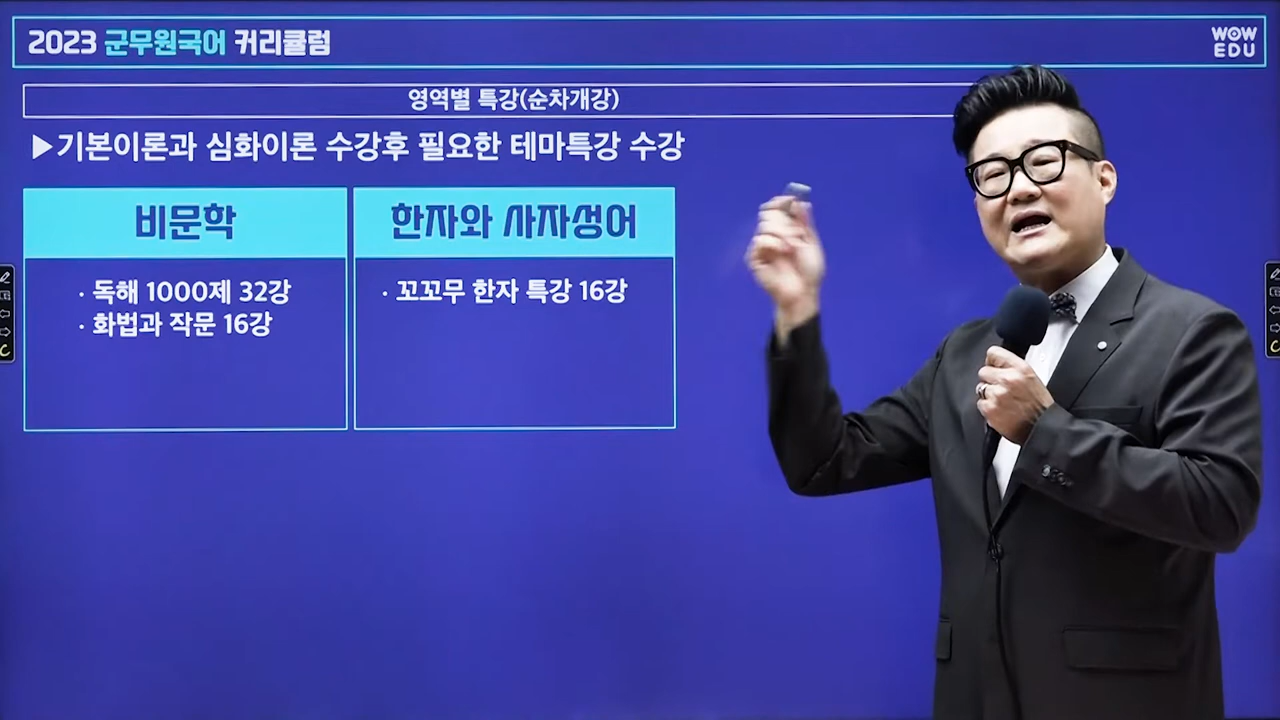 2023 군무원국어 커리큘럼
WOW
EDU
영역별 특강(순차개강)
▶기본이론과 심화이론 수강후 필요한 테마특강 수강
비문학
· 독해 1000제 32강
· 화법과 작문 16강
한자와 사자성어
· 꼬꼬무 한자 특강 16강